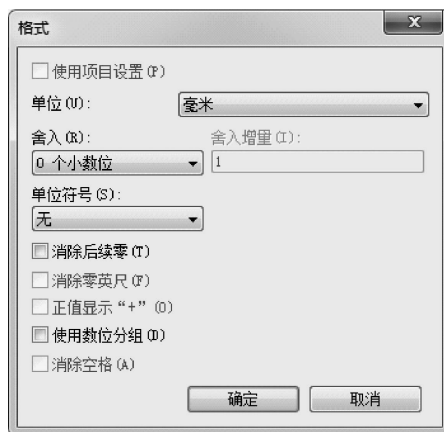 格式
使用项目设置(P)
单位(U):
毫米
舍入(R):
舍入增量(I):
0 个小数位
1
单位符号(S):
无
消除后续零(T)
消除零英尺(F)
正值显示“+”(O)
使用数位分组(D)
消除空格(A)
确定
取消